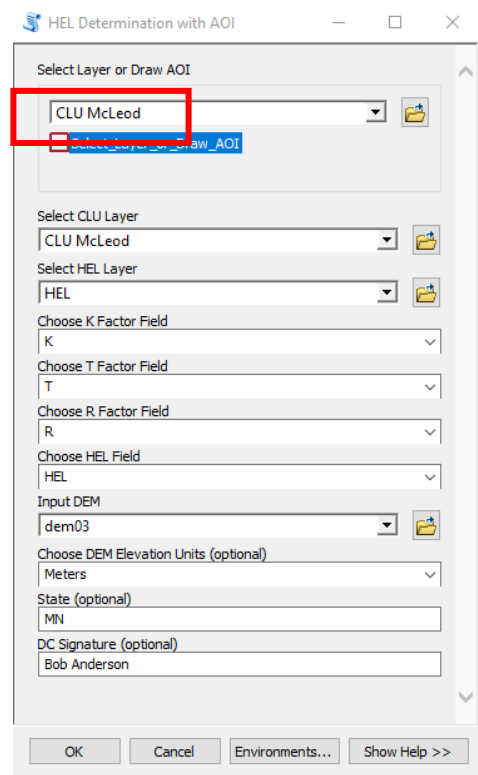 HEL Determination with AOI
Select Layer or Draw AOI
CLU McLeod
Select_Layer_or_Draw_AOI
Select CLU Layer
CLU McLeod
Select HEL Layer
HEL
Choose K Factor Field
K
Choose T Factor Field
T
Choose R Factor Field
R
Choose HEL Field
HEL
Input DEM
dem03
Choose DEM Elevation Units (optional)
Meters
State (optional)
MN
DC Signature (optional)
Bob Anderson
OK Cancel Environments... Show Help >>